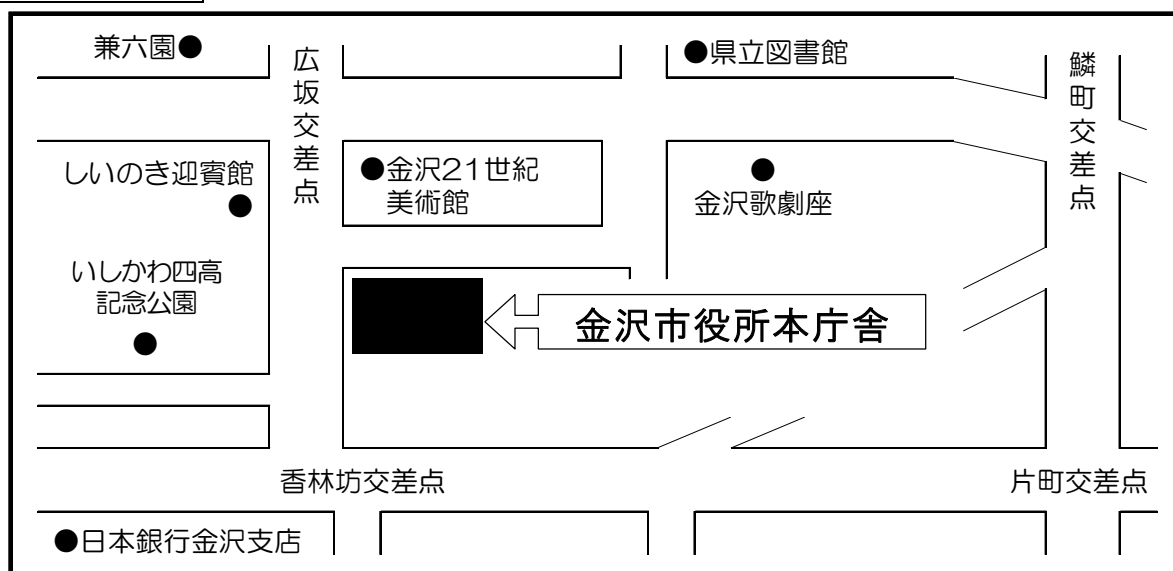 兼六園●
広坂交差点
●県立図書館
鱗町交差点
しいのき迎賓館
●
●金沢21世紀
美術館
●
金沢歌劇座
いしかわ四高
記念公園
●
金沢市役所本庁舎
香林坊交差点
片町交差点
●日本銀行金沢支店